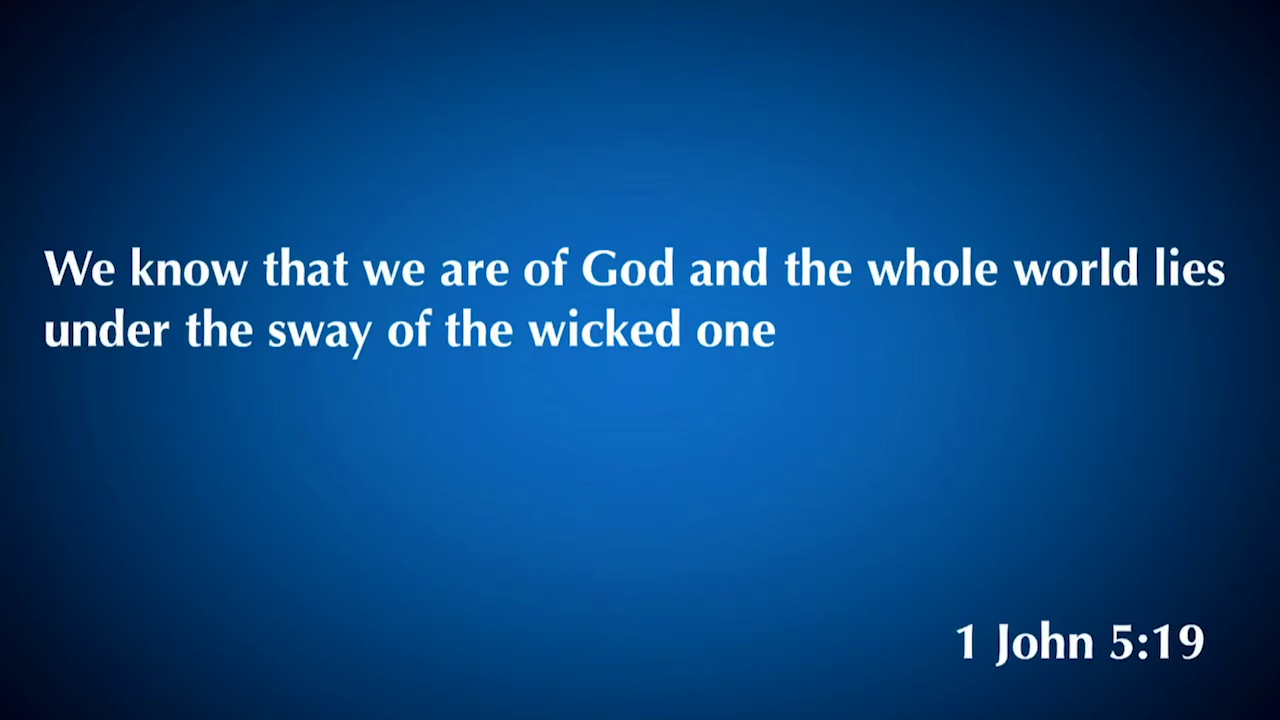 We know that we are of God and the whole world lies
under the sway of the wicked one
1 John 5:19